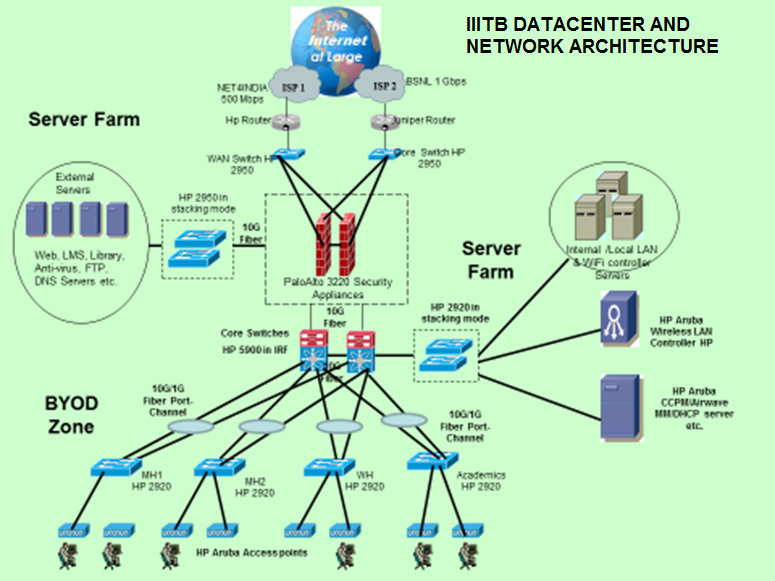 IIITB DATACENTER AND
NETWORK ARCHITECTURE
The
Internet
at Large
NET4INDIA
500 Mbps
ISP 1
ISP 2
BSNL 1 Gbps
Hp Router
Juniper Router
Server Farm
WAN Switch HP
2950
Core Switch HP
2950
External
Servers
HP 2950 in
stacking mode
10G
Fiber
Web, LMS, Library,
Anti-virus, FTP,
DNS Servers etc.
PaloAlto 3220 Security
Appliances
Server
Farm
Internal /Local LAN
& WiFi controller
Servers
10G
Fiber
HP 2920 in
stacking mode
Core Switches
HP 5900 in IRF
HP Aruba
Wireless LAN
Controller HP
BYOD
Zone
10G/1G
Fiber Port-
Channel
10G/1G
Fiber Port-
Channel
HP Aruba
CCPM/Airwave
MM/DHCP server
etc.
MH1
HP 2920
MH2
HP 2920
WH
HP 2920
Academics
HP 2920
HP Aruba Access points